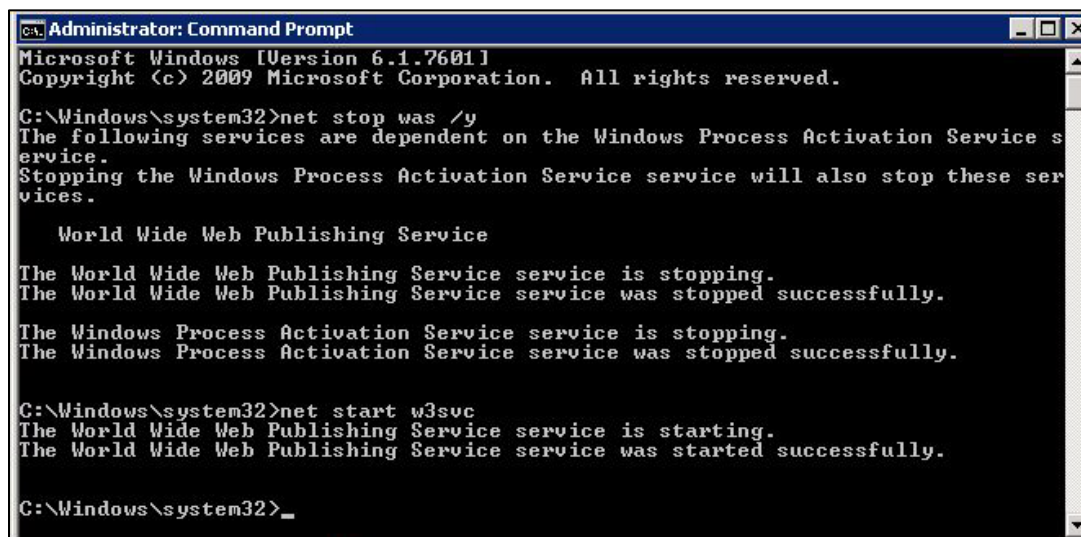 Administrator: Command Prompt
Microsoft Windows [Version 6.1.7601]
Copyright (c) 2009 Microsoft Corporation.  All rights reserved.
C:\Windows\system32>net stop was /y
The following services are dependent on the Windows Process Activation Service s
ervice.
Stopping the Windows Process Activation Service service will also stop these ser
vices.
World Wide Web Publishing Service
The World Wide Web Publishing Service service is stopping.
The World Wide Web Publishing Service service was stopped successfully.
The Windows Process Activation Service service is stopping.
The Windows Process Activation Service service was stopped successfully.
C:\Windows\system32>net start w3svc
The World Wide Web Publishing Service service is starting.
The World Wide Web Publishing Service service was started successfully.
C:\Windows\system32>_